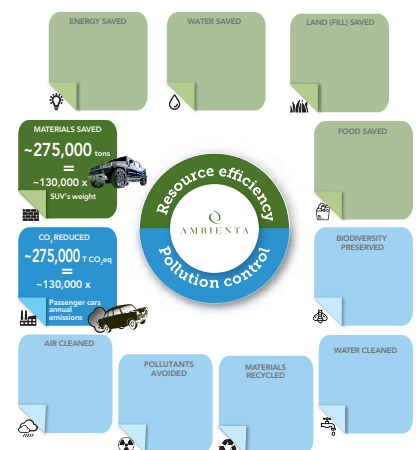 ENERGY SAVED
WATER SAVED
LAND (FILL) SAVED
MATERIALS SAVED
~275,000 tons
=
~130,000 x
SUV's weight
FOOD SAVED
Resource efficiency
AMBIENTA
Pollution control
CO₂ REDUCED
~275,000 T CO₂eq
=
~130,000 x
Passenger cars
annual
emissions
BIODIVERSITY
PRESERVED
AIR CLEANED
POLLUTANTS
AVOIDED
MATERIALS
RECYCLED
WATER CLEANED